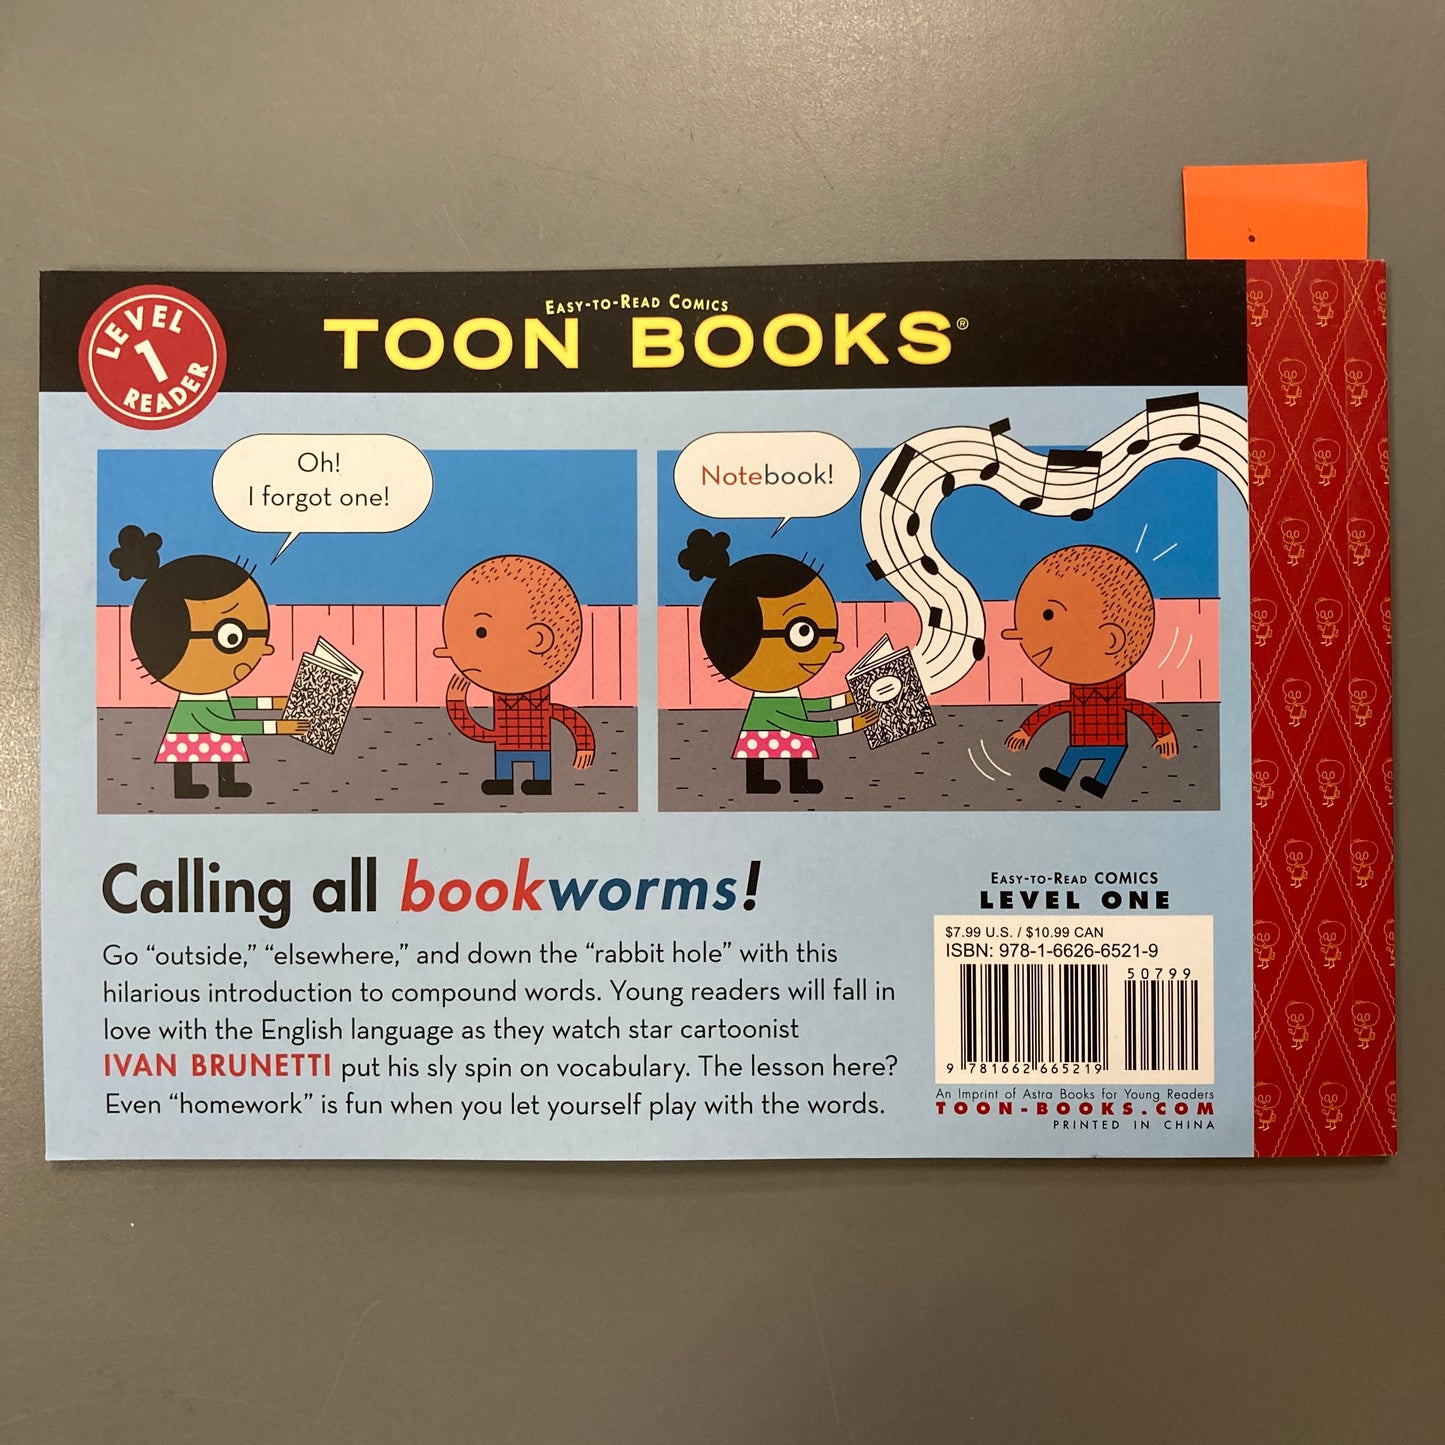 LEVEL
1
READER
EASY-TO-READ COMICS
TOON BOOKS®
Oh!
I forgot one!
Notebook!
Calling all bookworms!
Go “outside,” “elsewhere,” and down the “rabbit hole” with this
hilarious introduction to compound words. Young readers will fall in
love with the English language as they watch star cartoonist
IVAN BRUNETTI put his sly spin on vocabulary. The lesson here?
Even “homework” is fun when you let yourself play with the words.
EASY-TO-READ COMICS
LEVEL ONE
$7.99 U.S. / $10.99 CAN
ISBN: 978-1-6626-6521-9
50799
9 781662 665219
An Imprint of Astra Books for Young Readers
TOON-BOOKS.COM
PRINTED IN CHINA